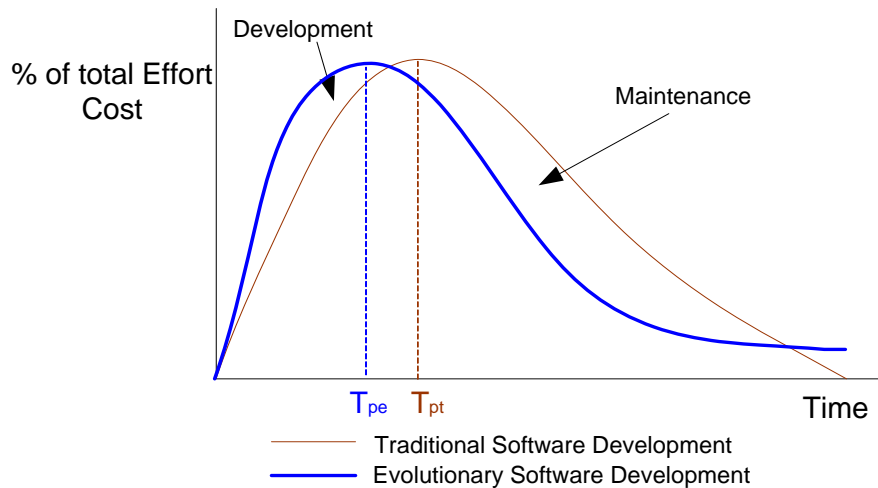 Development
% of total Effort
Cost
Maintenance
Tpe
Tpt
Time
Traditional Software Development
Evolutionary Software Development